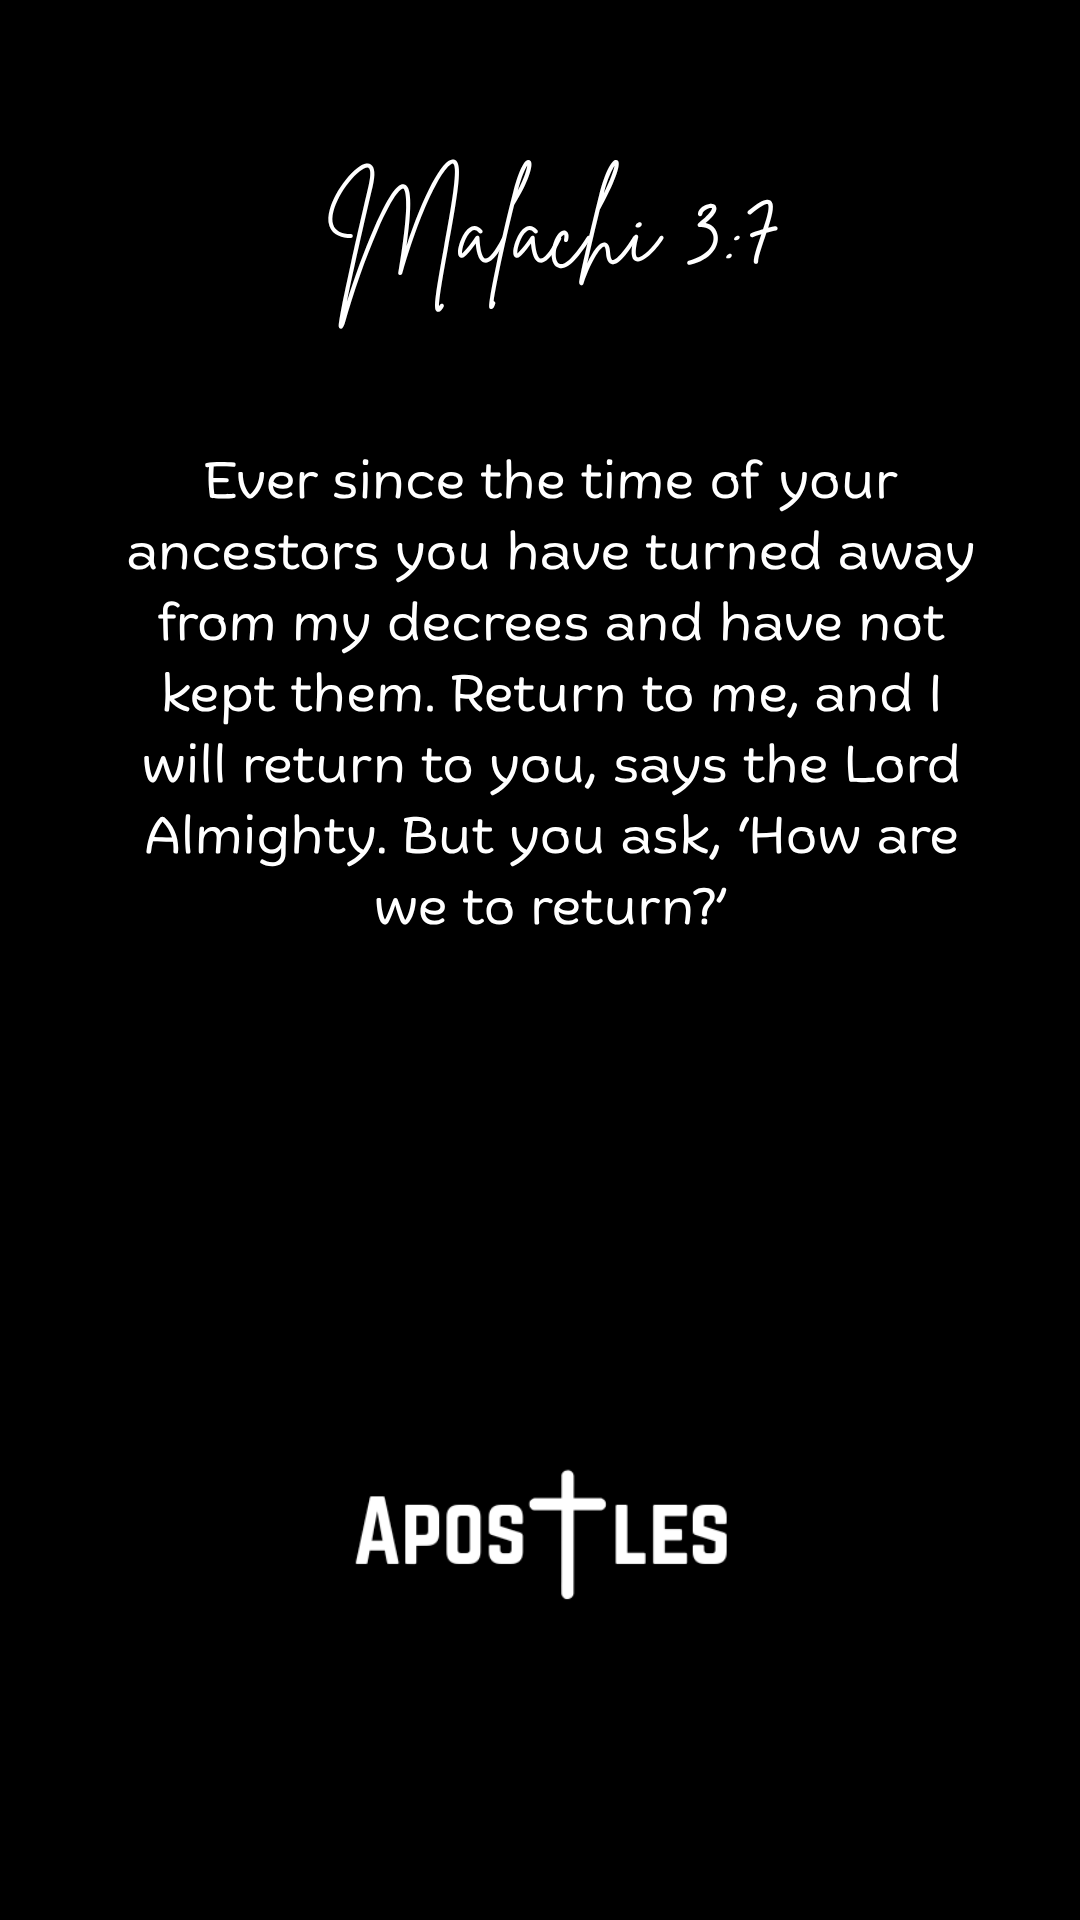 Malachi 3:7
Ever since the time of your
ancestors you have turned away
from my decrees and have not
kept them. Return to me, and I
will return to you, says the Lord
Almighty. But you ask, ‘How are
we to return?’
APOSTLES